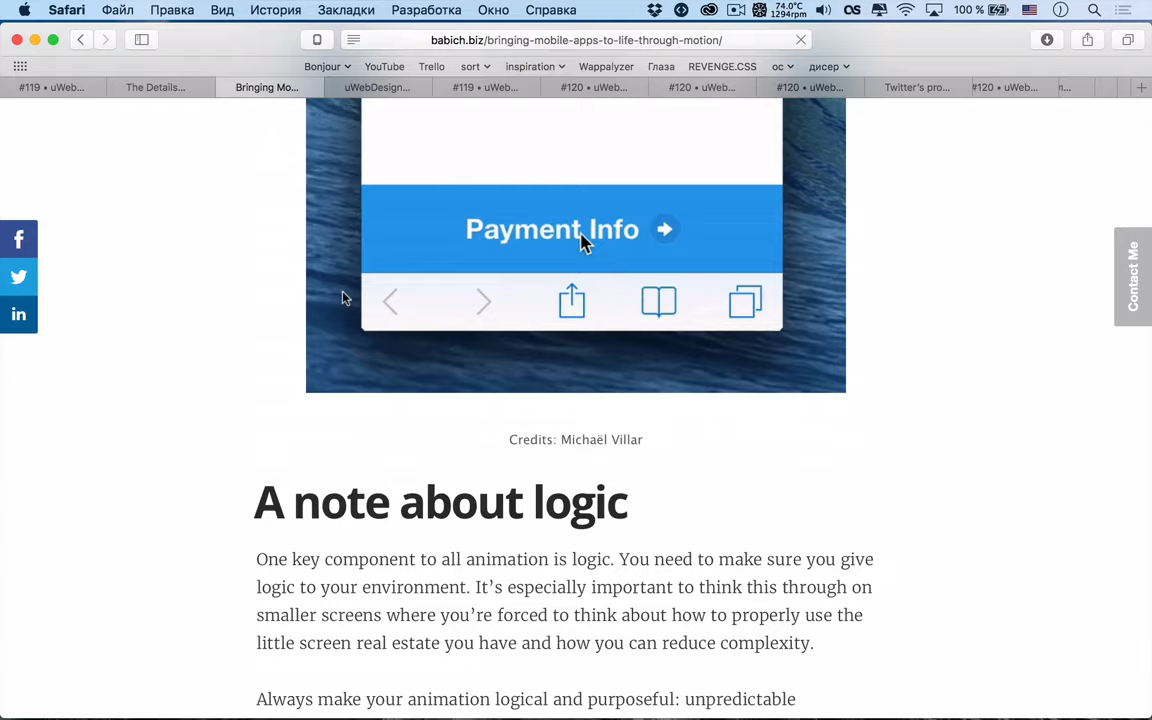 Safari Файл Правка Вид История Закладки Разработка Окно Справка 74.0°C 1294rpm OS 100 %
babich.biz/bringing-mobile-apps-to-life-through-motion/
Bonjour YouTube Trello sort inspiration Wappalyzer Глаза REVENGE.CSS ос дисер
#119 • uWeb... The Details... Bringing Mo... uWebDesign... #119 • uWeb... #120 • uWeb... #120 • uWeb... #120 • uWeb... Twitter's pro... #120 • uWeb...
Payment Info
f
in
Contact Me
Credits: Michaël Villar
A note about logic
One key component to all animation is logic. You need to make sure you give
logic to your environment. It's especially important to think this through on
smaller screens where you're forced to think about how to properly use the
little screen real estate you have and how you can reduce complexity.
Always make your animation logical and purposeful: unpredictable